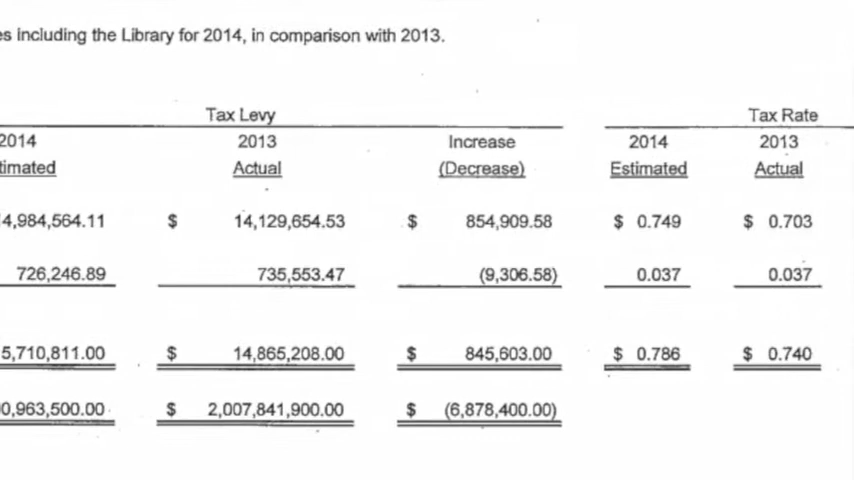 including the Library for 2014, in comparison with 2013.
Tax Levy Tax Rate
2014 2013 Increase 2014 2013
Actual (Decrease) Estimated Actual
4,984,564.11 $ 14,129,654.53 $ 854,909.58 $ 0.749 $ 0.703
726,246.89 735,553.47 (9,306.58) 0.037 0.037
5,710,811.00 $ 14,865,208.00 $ 845,603.00 $ 0.786 $ 0.740
0,963,500.00 $ 2,007,841,900.00 $ (6,878,400.00)